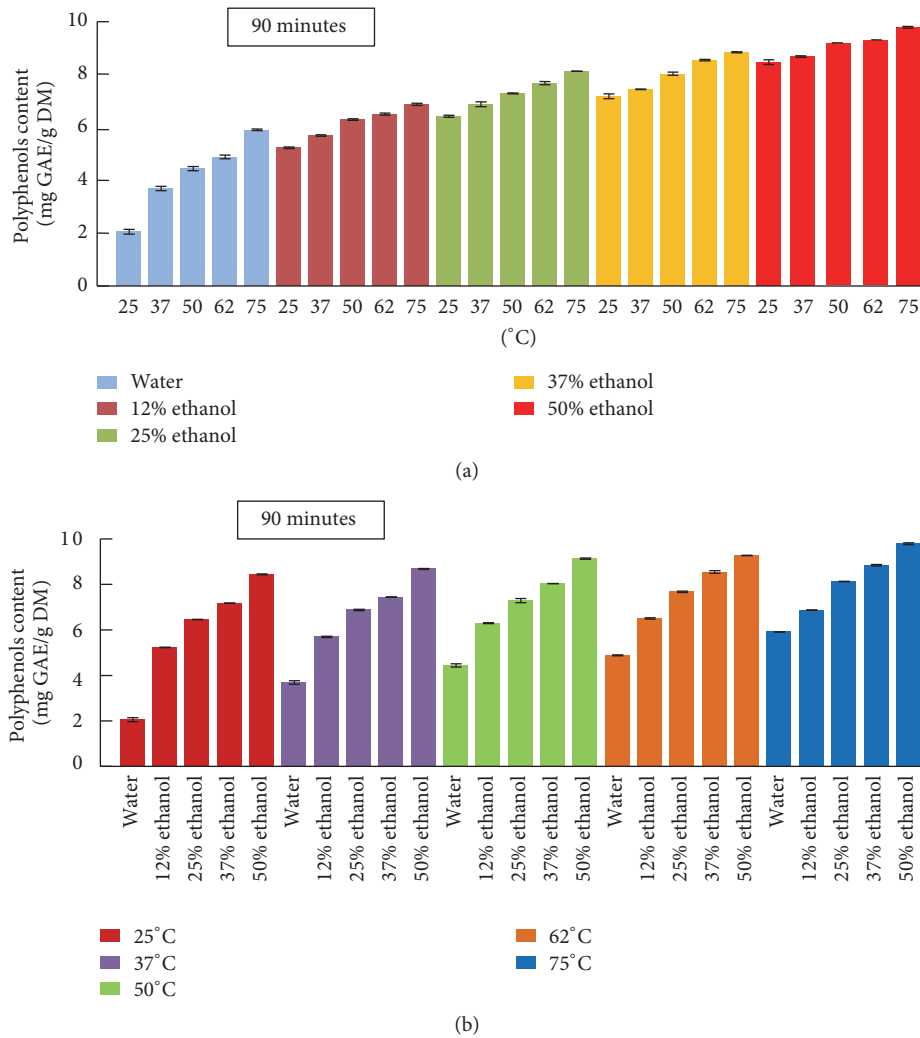 90 minutes
Polyphenols content
(mg GAE/g DM)
10
8
6
4
2
0
25 37 50 62 75 25 37 50 62 75 25 37 50 62 75 25 37 50 62 75 25 37 50 62 75
(°C)
Water
12% ethanol
25% ethanol
37% ethanol
50% ethanol
(a)
90 minutes
Polyphenols content
(mg GAE/g DM)
10
8
6
4
2
0
Water
12% ethanol
25% ethanol
37% ethanol
50% ethanol
Water
12% ethanol
25% ethanol
37% ethanol
50% ethanol
Water
12% ethanol
25% ethanol
37% ethanol
50% ethanol
Water
12% ethanol
25% ethanol
37% ethanol
50% ethanol
Water
12% ethanol
25% ethanol
37% ethanol
50% ethanol
25°C
37°C
50°C
62°C
75°C
(b)